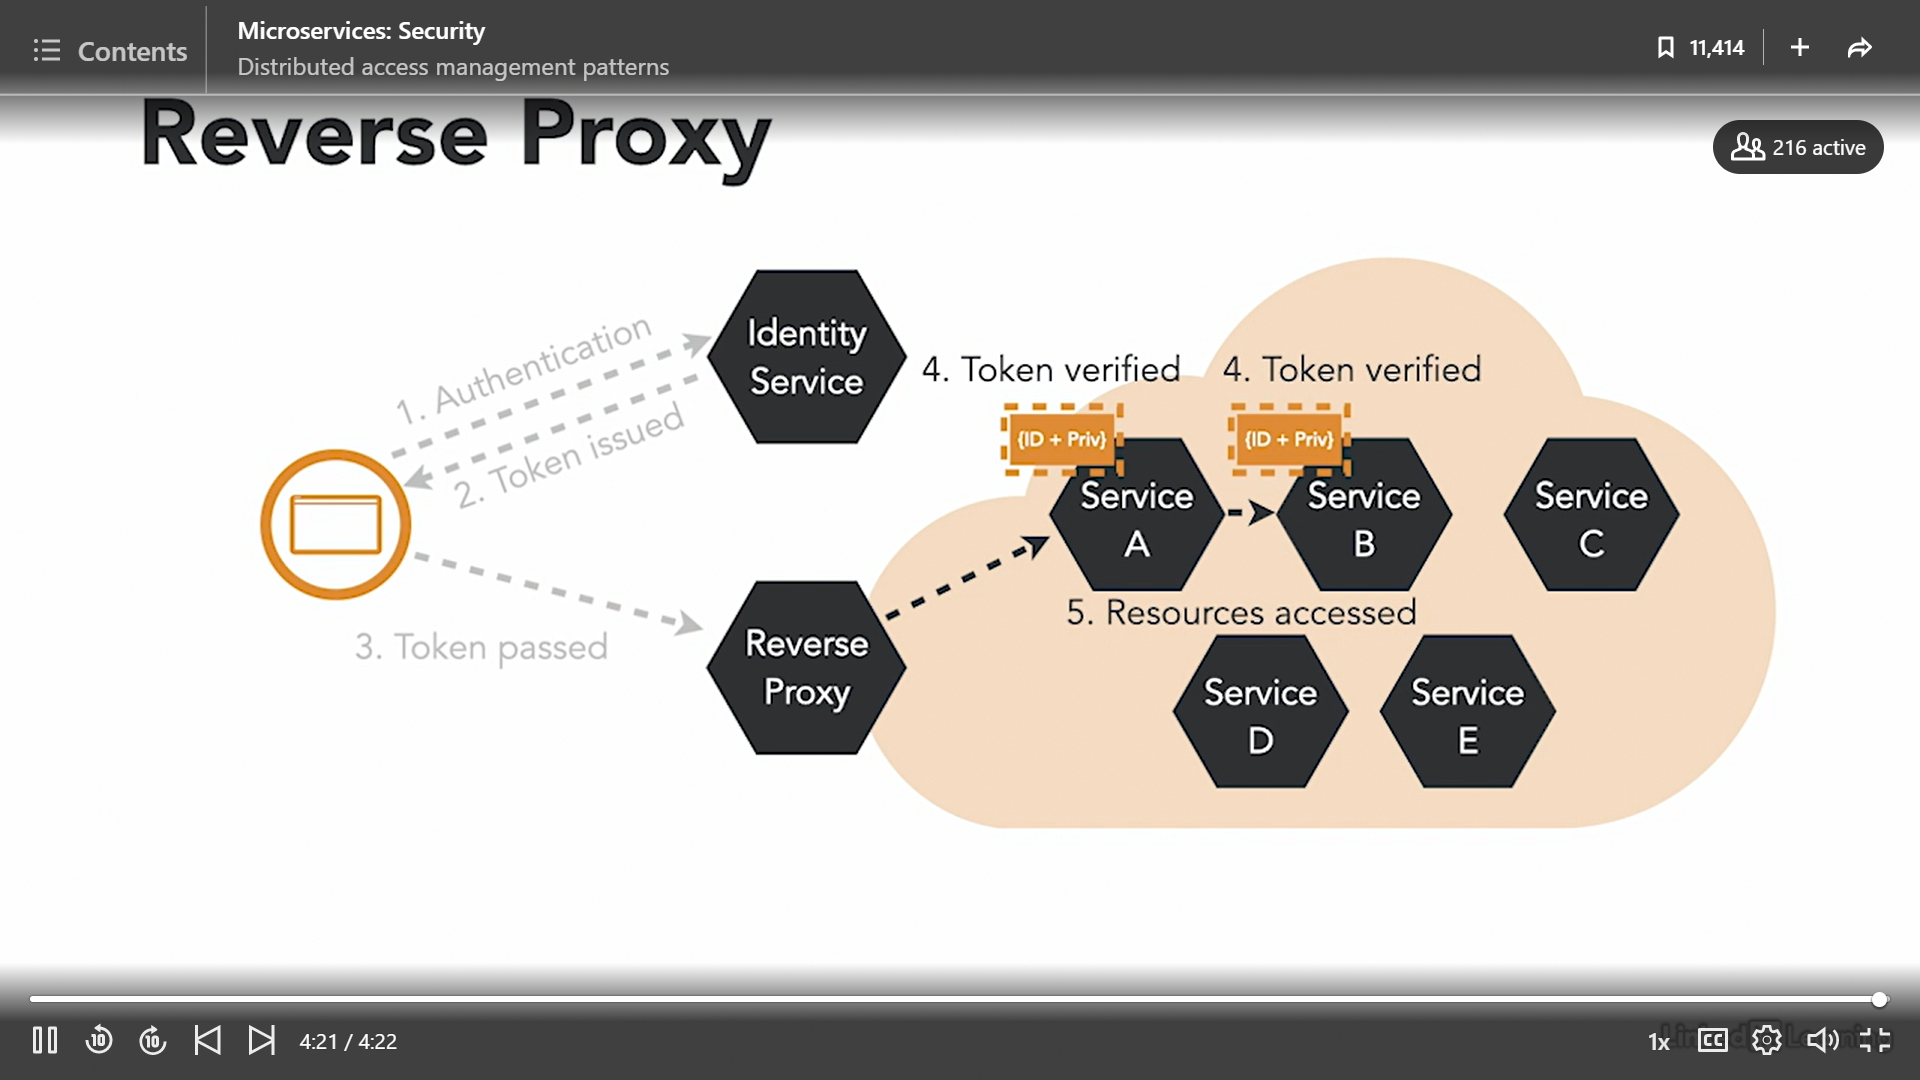 Contents
Microservices: Security
Distributed access management patterns
11,414
Reverse Proxy
216 active
1. Authentication
2. Token issued
Identity
Service
4. Token verified
4. Token verified
{ID + Priv}
{ID + Priv}
Service
A
Service
B
Service
C
3. Token passed
Reverse
Proxy
5. Resources accessed
Service
D
Service
E
10
10
4:21 / 4:22
1x
CC